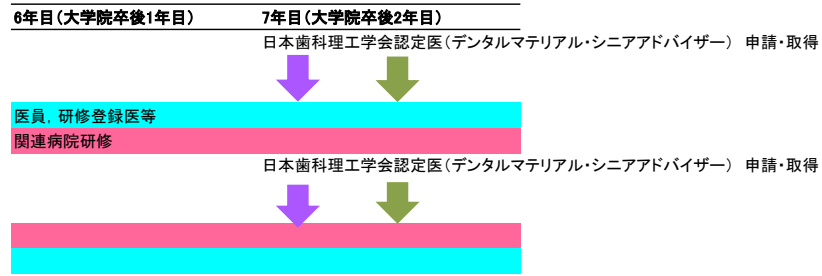 6年目(大学院卒後1年目) 7年目(大学院卒後2年目)
日本歯科理工学会認定医(デンタルマテリアル・シニアアドバイザー) 申請・取得
医員, 研修登録医等
関連病院研修
日本歯科理工学会認定医(デンタルマテリアル・シニアアドバイザー) 申請・取得